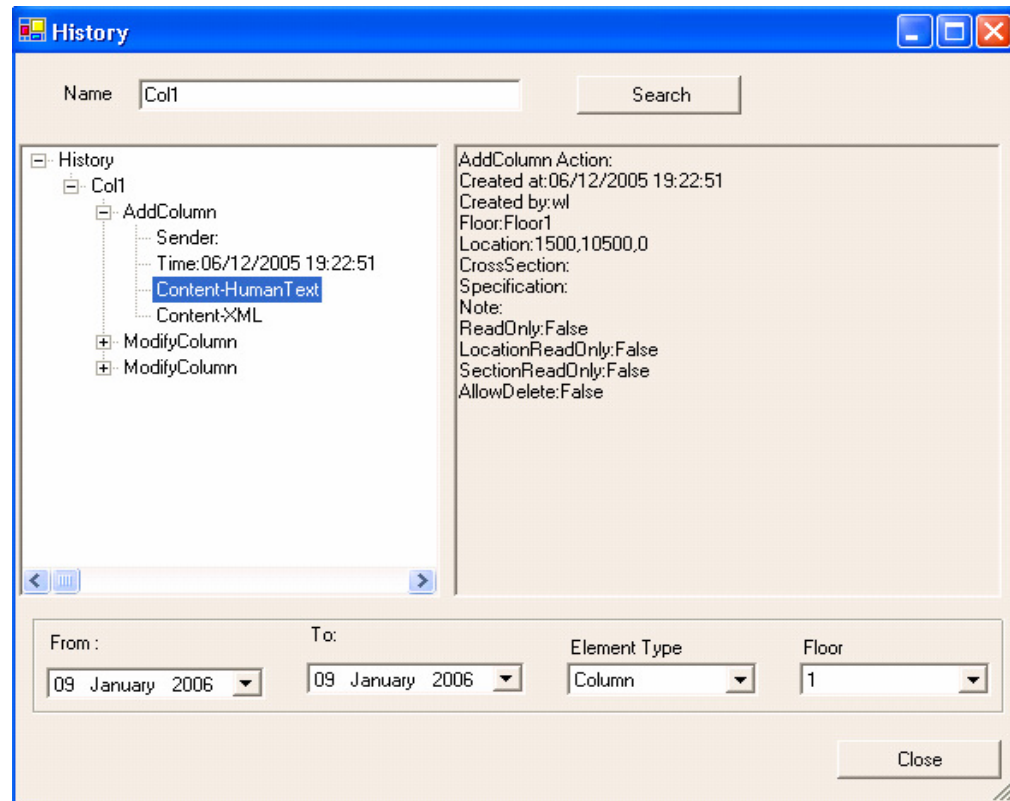 History
Name Col1 Search
History
Col1
AddColumn
Sender:
Time:06/12/2005 19:22:51
Content-HumanText
Content-XML
ModifyColumn
ModifyColumn
AddColumn Action:
Created at:06/12/2005 19:22:51
Created by:wl
Floor:Floor1
Location:1500,10500,0
CrossSection:
Specification:
Note:
ReadOnly:False
LocationReadOnly:False
SectionReadOnly:False
AllowDelete:False
From : To: Element Type Floor
09 January 2006 09 January 2006 Column 1
Close